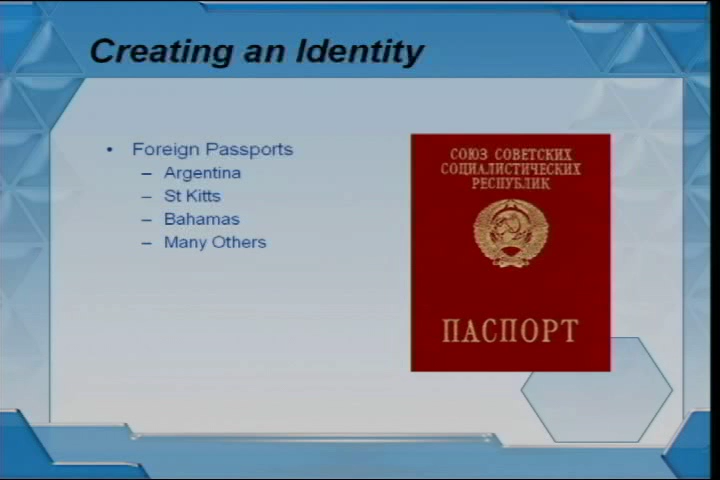 Creating an Identity
• Foreign Passports
– Argentina
– St Kitts
– Bahamas
– Many Others
СОЮЗ СОВЕТСКИХ
СОЦИАЛИСТИЧЕСКИХ
РЕСПУБЛИК
ПАСПОРТ